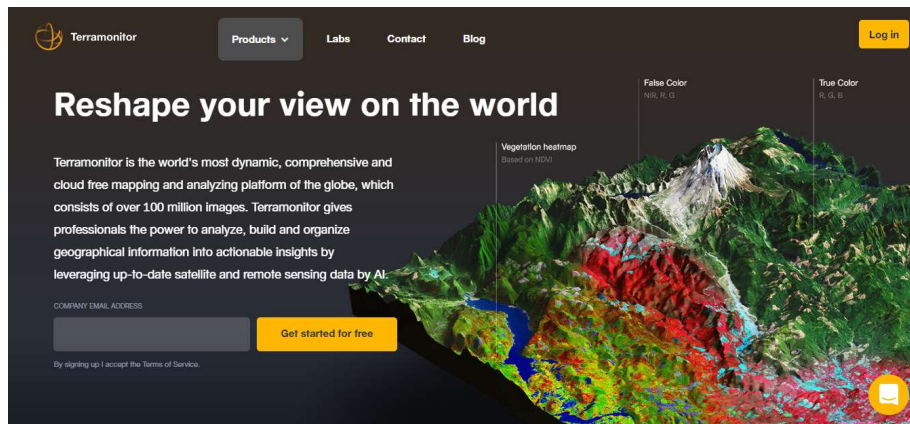 Terramonitor
Products
Labs
Contact
Blog
Log in
Reshape your view on the world
False Color
NIR, R, G
True Color
R, G, B
Vegetation heatmap
Based on NDVI
Terramonitor is the world's most dynamic, comprehensive and
cloud free mapping and analyzing platform of the globe, which
consists of over 100 million images. Terramonitor gives
professionals the power to analyze, build and organize
geographical information into actionable insights by
leveraging up-to-date satellite and remote sensing data by AI.
COMPANY EMAIL ADDRESS
Get started for free
By signing up I accept the Terms of Service.